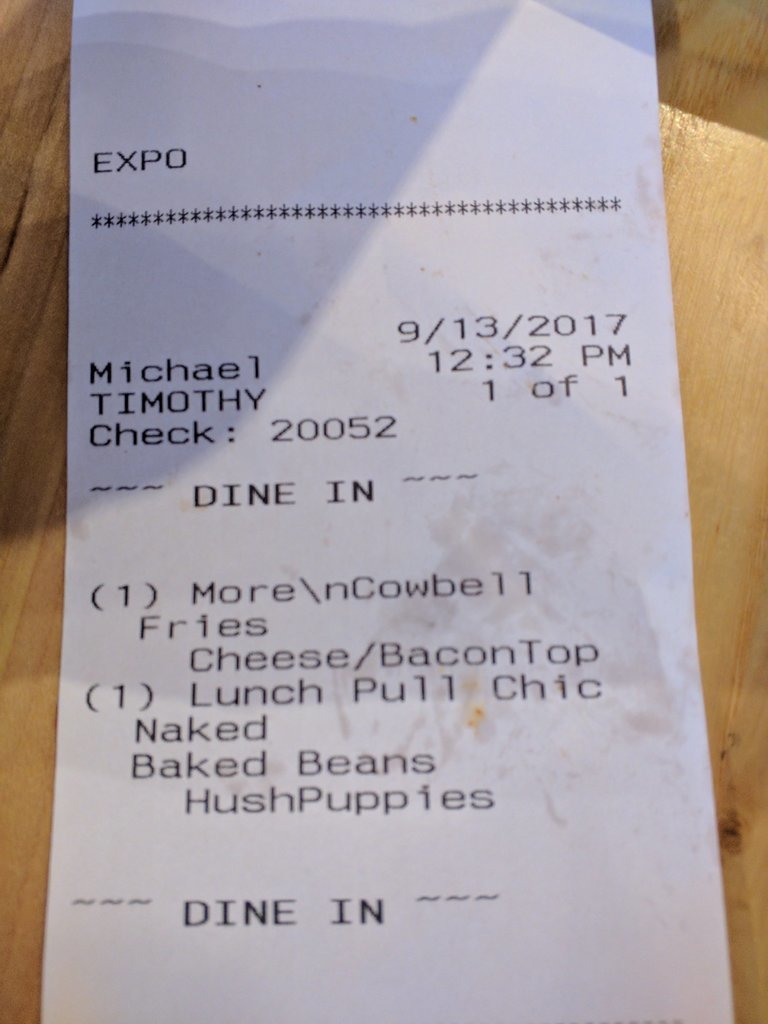 EXPO
*******************************************
9/13/2017
Michael 12:32 PM
TIMOTHY 1 of 1
Check: 20052
~~~ DINE IN ~~~
(1) More\nCowbell
Fries
Cheese/BaconTop
(1) Lunch Pull Chic
Naked
Baked Beans
HushPuppies
~~~ DINE IN ~~~